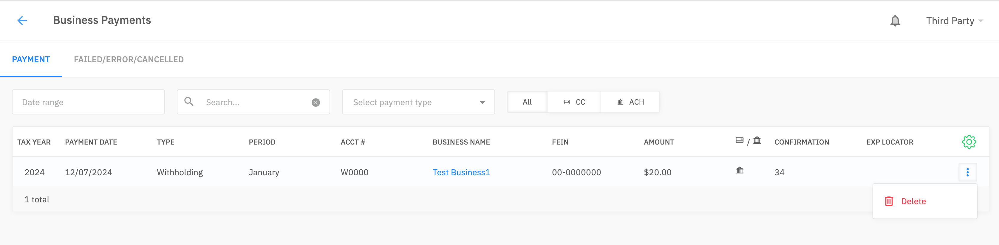 Business Payments
Third Party
PAYMENT FAILED/ERROR/CANCELLED
Date range Search... Select payment type All CC ACH
TAX YEAR PAYMENT DATE TYPE PERIOD ACCT # BUSINESS NAME FEIN AMOUNT / CONFIRMATION EXP LOCATOR
2024 12/07/2024 Withholding January W0000 Test Business1 00-0000000 $20.00 34
1 total
Delete